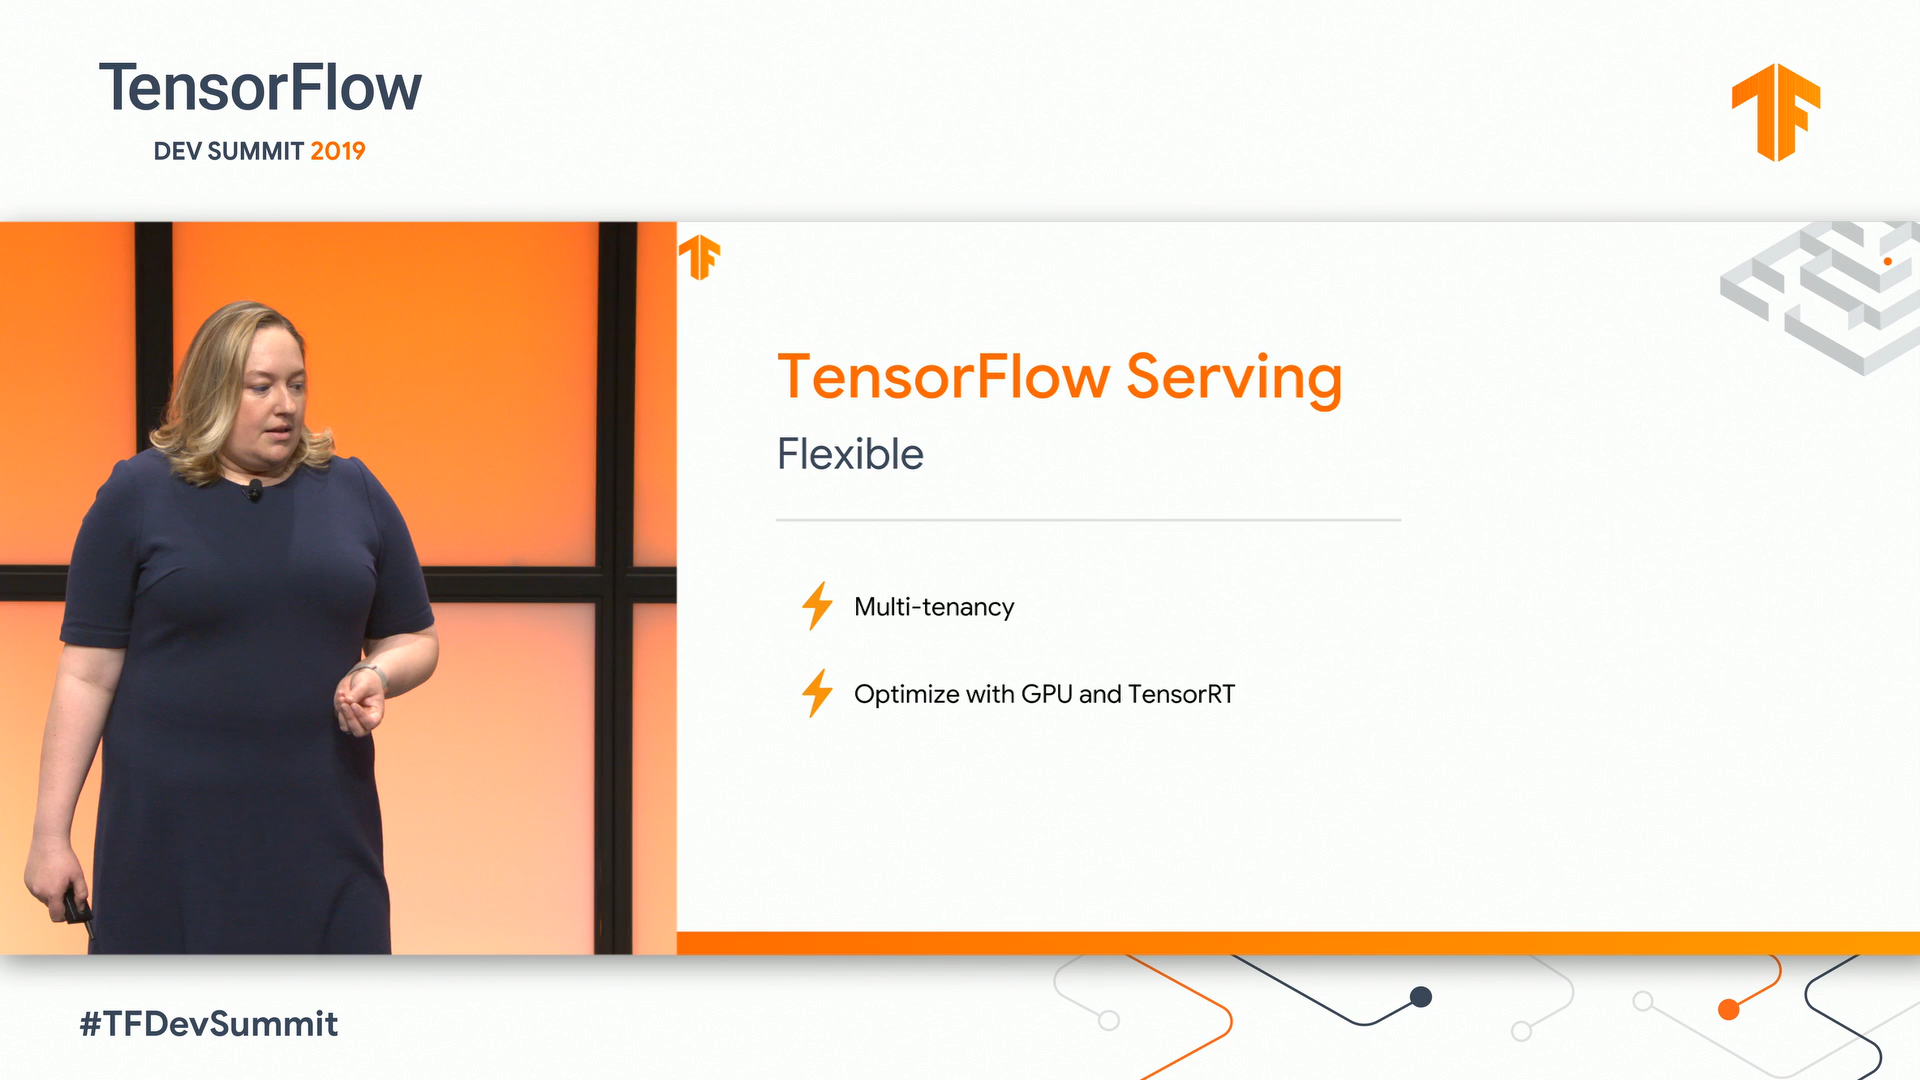 TensorFlow
DEV SUMMIT 2019
TensorFlow Serving
Flexible
Multi-tenancy
Optimize with GPU and TensorRT
#TFDevSummit